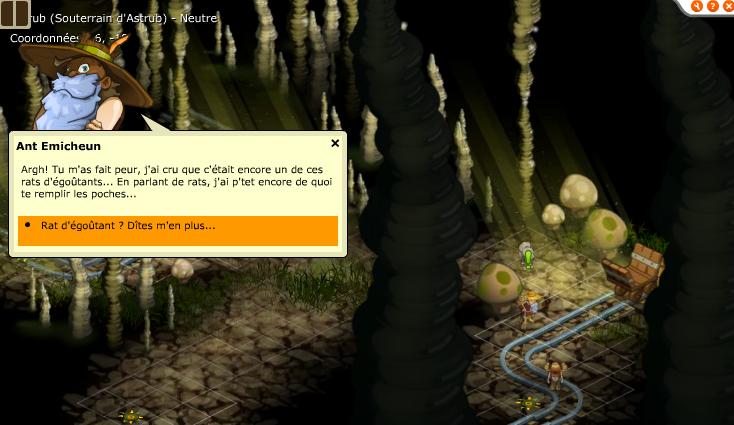 rub (Souterrain d'Astrub) - Neutre
Coordonnées
Ant Emicheun
Argh! Tu m'as fait peur, j'ai cru que c'était encore un de ces
rats d'égoûtants... En parlant de rats, j'ai p'tet encore de quoi
te remplir les poches...
Rat d'égoûtant ? Dîtes m'en plus...